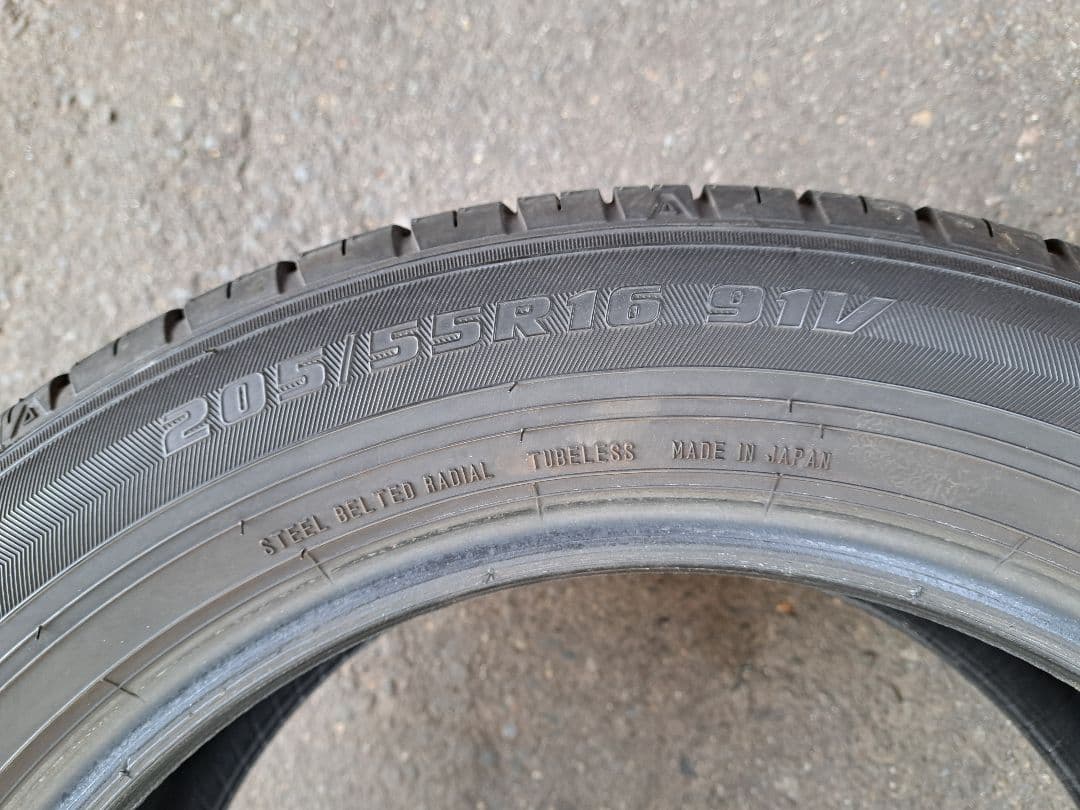 205/55R16 91V
STEEL BELTED RADIAL TUBELESS MADE IN JAPAN